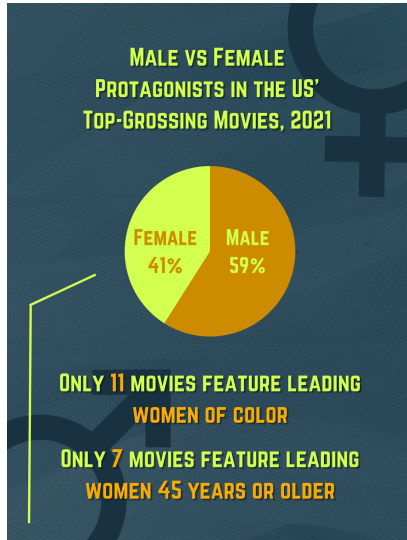 Male vs Female
Protagonists in the US'
Top-Grossing Movies, 2021
Female
41%
Male
59%
Only 11 movies feature leading
women of color
Only 7 movies feature leading
women 45 years or older